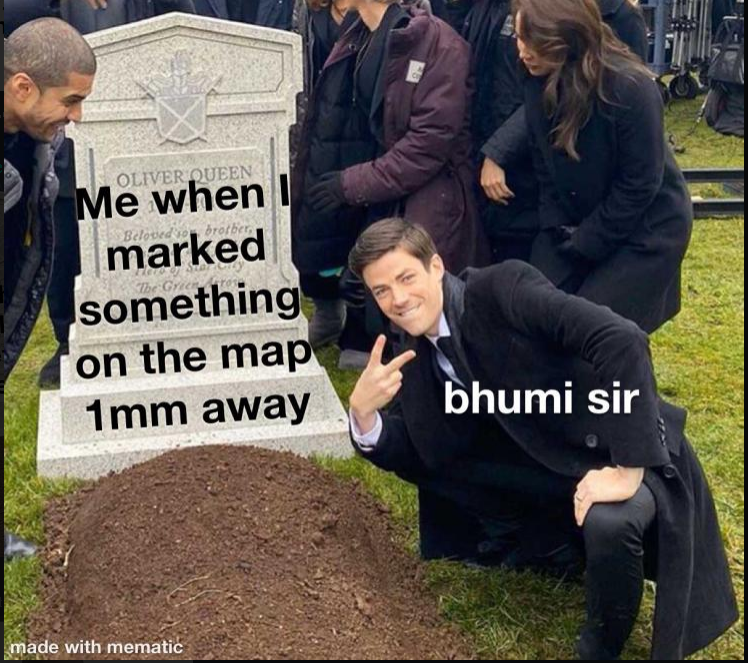 OLIVER QUEEN
Me when I
marked
something
on the map
1mm away
bhumi sir
made with mematic